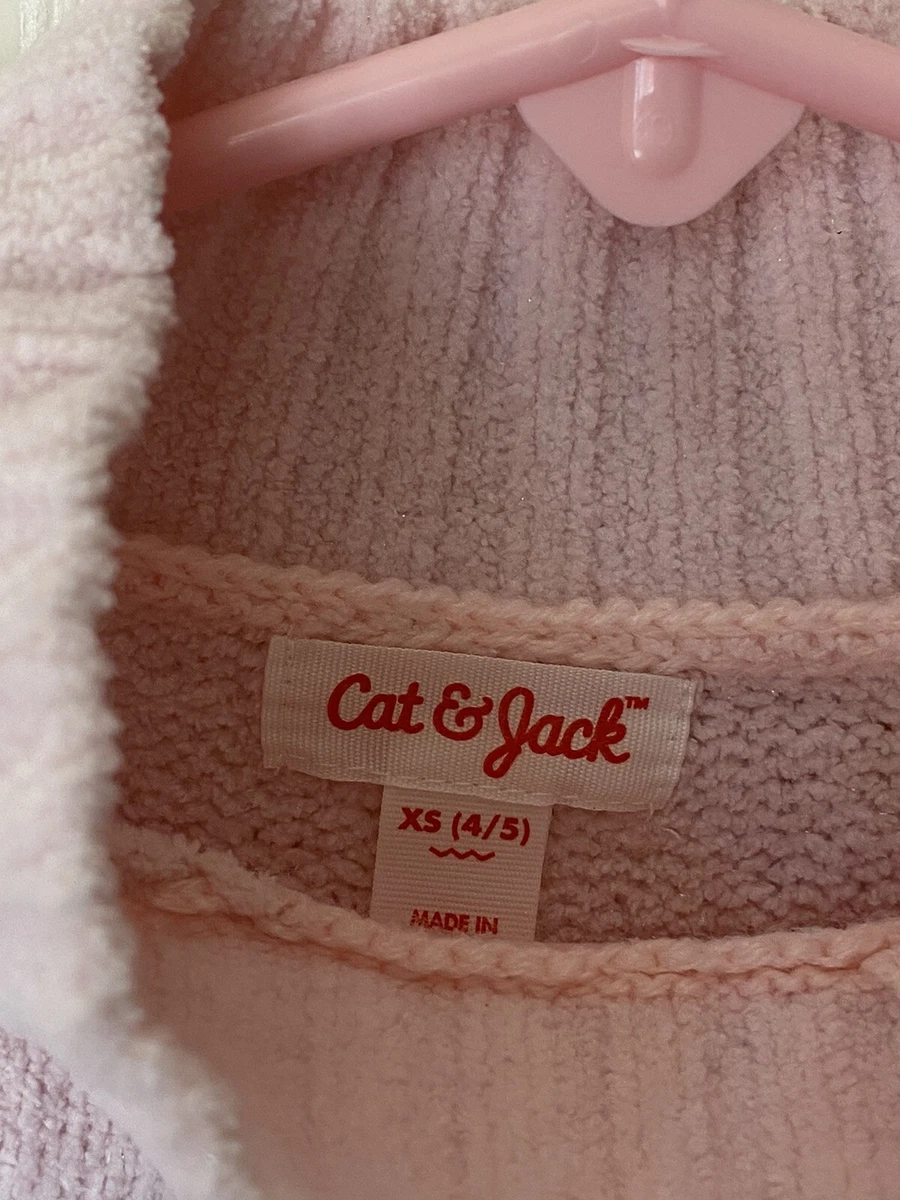 Cat & Jack™
XS (4/5)
MADE IN